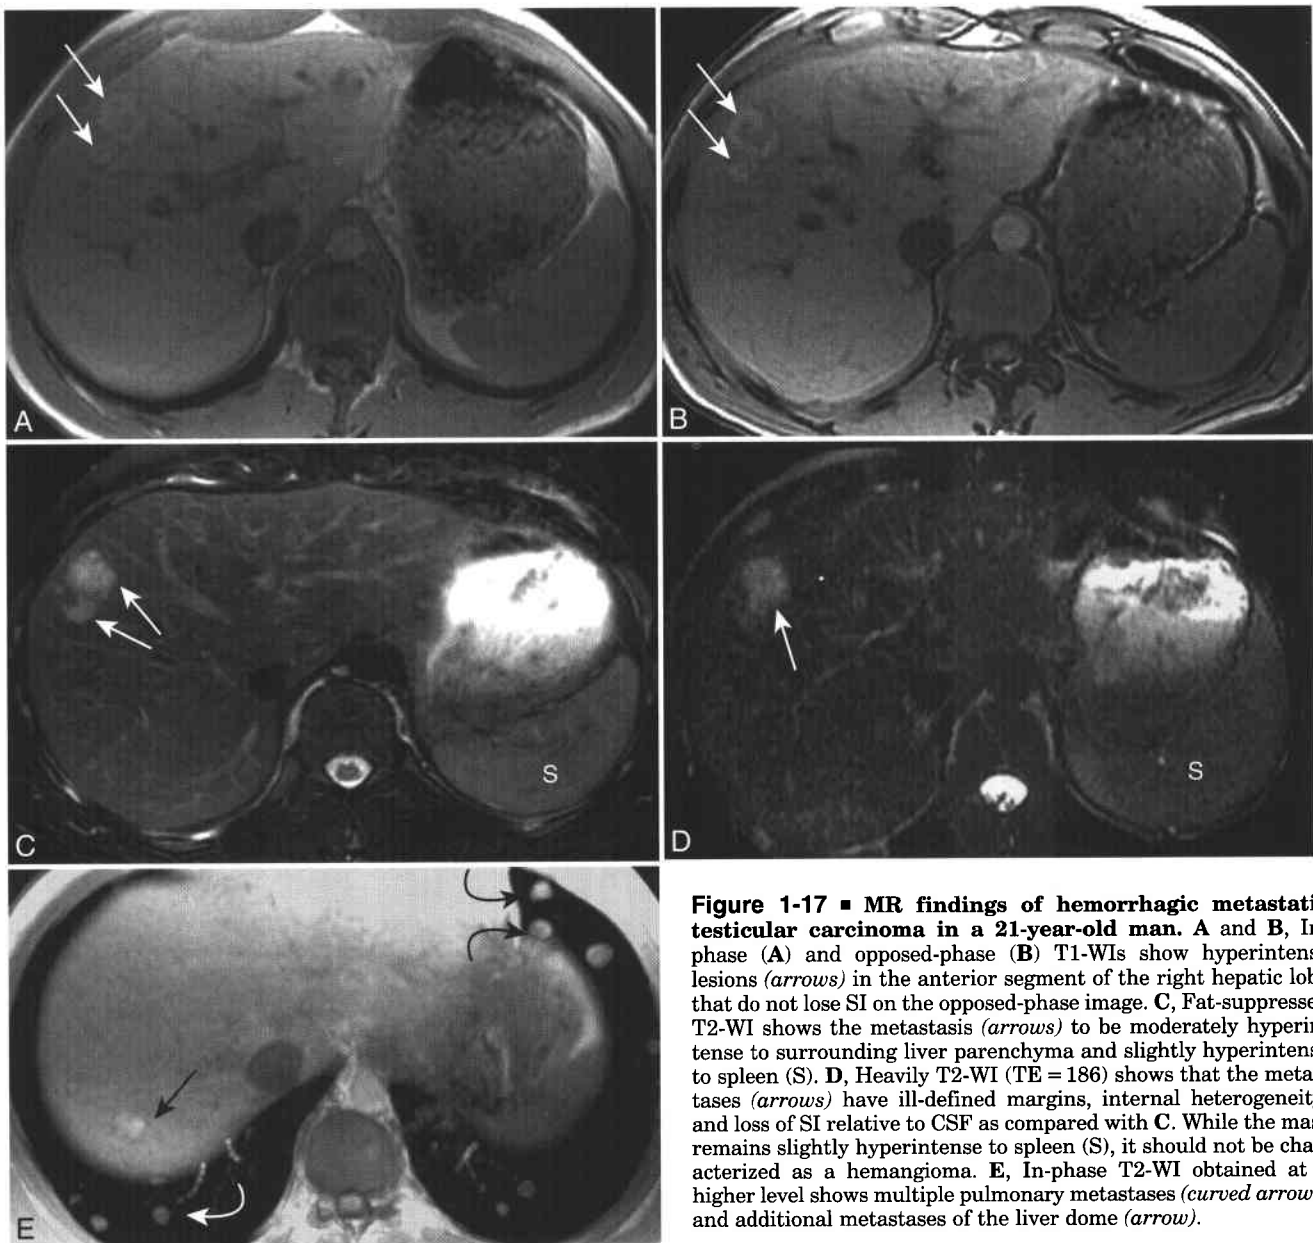 A
B
C
S
D
S
E
Figure 1-17 ■ MR findings of hemorrhagic metastati
testicular carcinoma in a 21-year-old man. A and B, In
phase (A) and opposed-phase (B) T1-WIs show hyperintens
lesions (arrows) in the anterior segment of the right hepatic lob
that do not lose SI on the opposed-phase image. C, Fat-suppresse
T2-WI shows the metastasis (arrows) to be moderately hyperin
tense to surrounding liver parenchyma and slightly hyperintens
to spleen (S). D, Heavily T2-WI (TE = 186) shows that the meta
tases (arrows) have ill-defined margins, internal heterogeneit
and loss of SI relative to CSF as compared with C. While the ma
remains slightly hyperintense to spleen (S), it should not be cha
acterized as a hemangioma. E, In-phase T2-WI obtained at
higher level shows multiple pulmonary metastases (curved arrow
and additional metastases of the liver dome (arrow).